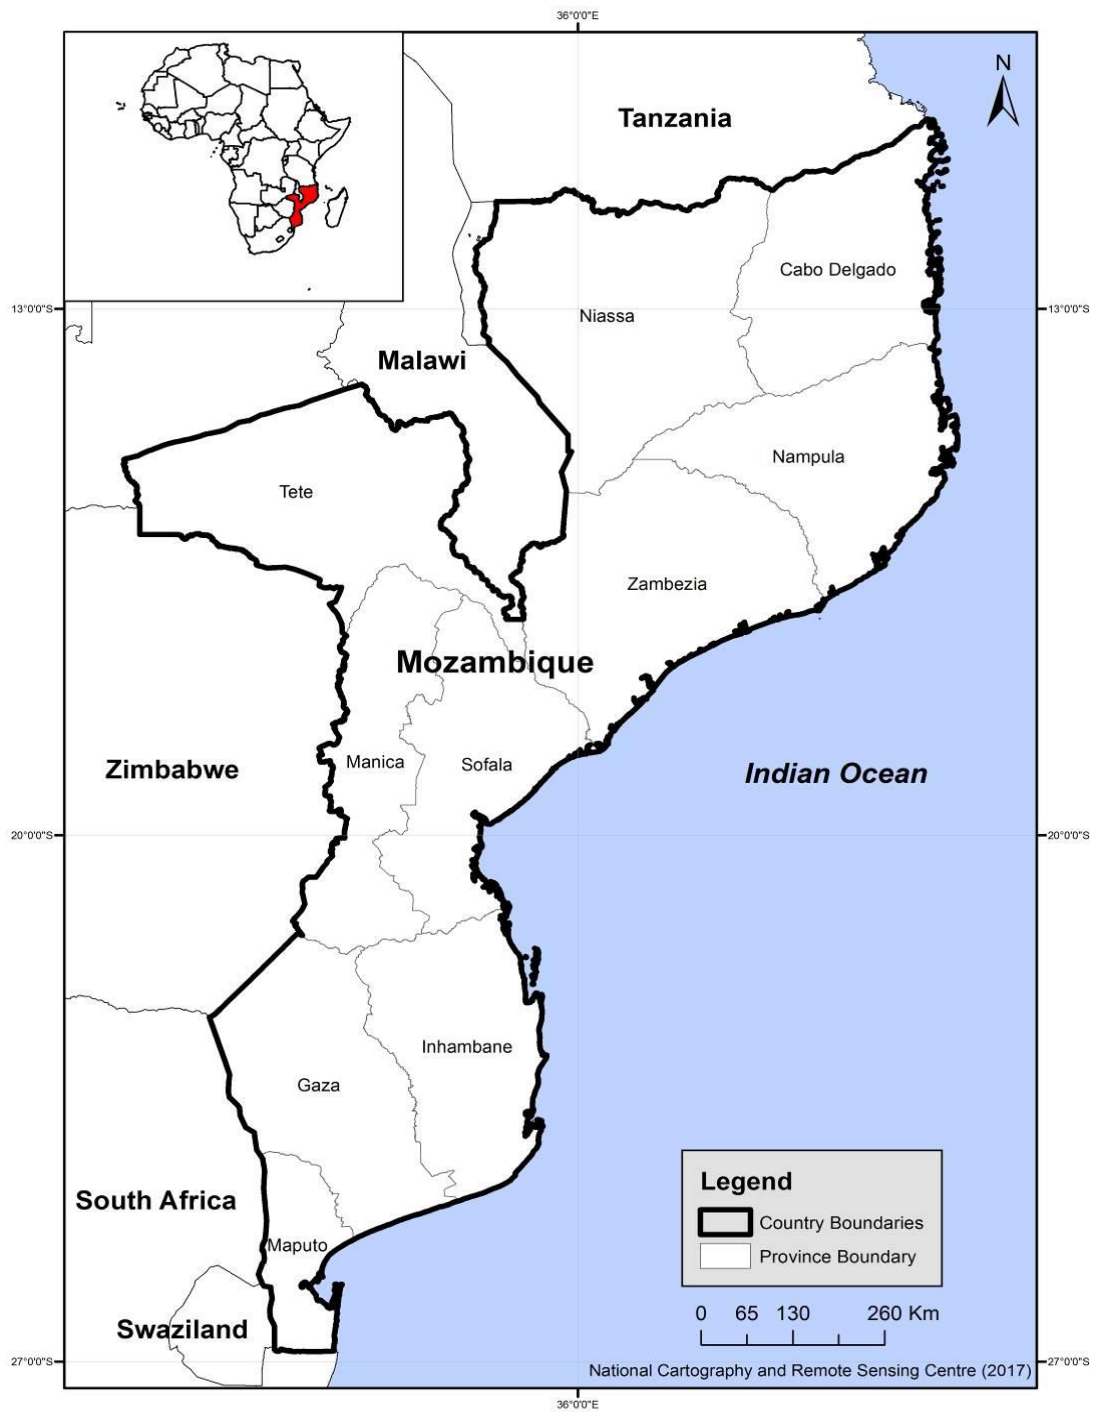 36°0'0"E
N
Tanzania
Cabo Delgado
13°0'0"S
13°0'0"S
Niassa
Malawi
Nampula
Tete
Zambezia
Mozambique
Manica
Sofala
Zimbabwe
Indian Ocean
20°0'0"S
20°0'0"S
Inhambane
Gaza
South Africa
Maputo
Swaziland
Legend
Country Boundaries
Province Boundary
0 65 130 260 Km
27°0'0"S
27°0'0"S
National Cartography and Remote Sensing Centre (2017)
36°0'0"E